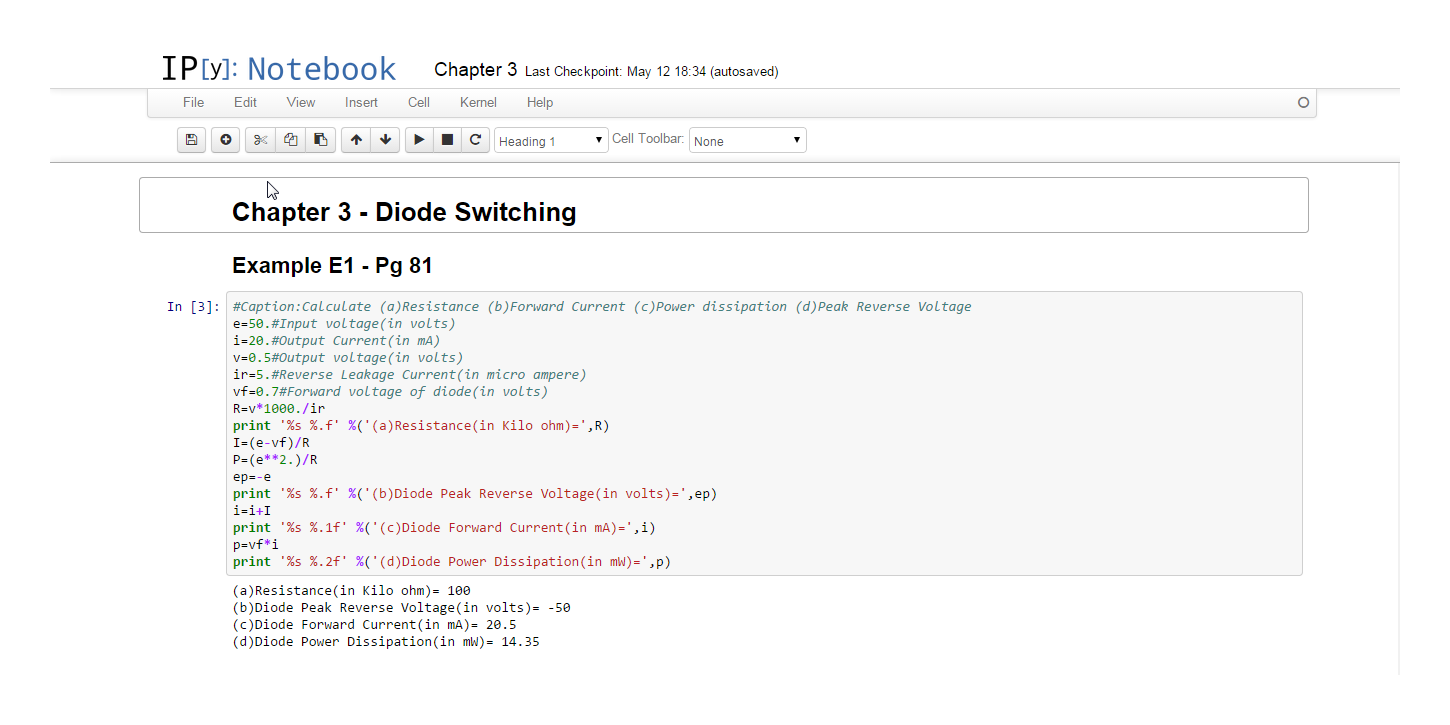 IP[y]: Notebook
Chapter 3 Last Checkpoint: May 12 18:34 (autosaved)
File Edit View Insert Cell Kernel Help
Heading 1 Cell Toolbar: None
Chapter 3 - Diode Switching
Example E1 - Pg 81
In [3]: #Caption:Calculate (a)Resistance (b)Forward Current (c)Power dissipation (d)Peak Reverse Voltage
e=50.#Input voltage(in volts)
i=20.#Output Current(in mA)
v=0.5#Output voltage(in volts)
ir=5.#Reverse Leakage Current(in micro ampere)
vf=0.7#Forward voltage of diode(in volts)
R=v*1000./ir
print '%s %.f' %('(a)Resistance(in Kilo ohm)=',R)
I=(e-vf)/R
P=(e**2.)/R
ep=-e
print '%s %.f' %('(b)Diode Peak Reverse Voltage(in volts)=',ep)
i=i+I
print '%s %.1f' %('(c)Diode Forward Current(in mA)=',i)
p=vf*i
print '%s %.2f' %('(d)Diode Power Dissipation(in mW)=',p)
(a)Resistance(in Kilo ohm)= 100
(b)Diode Peak Reverse Voltage(in volts)= -50
(c)Diode Forward Current(in mA)= 20.5
(d)Diode Power Dissipation(in mW)= 14.35